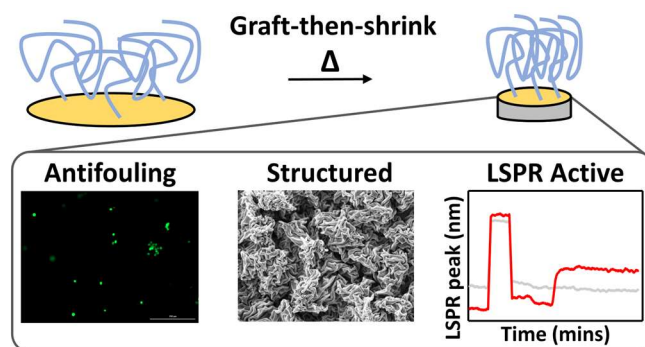 Graft-then-shrink
Δ
Antifouling
Structured
LSPR Active
LSPR peak (nm)
Time (mins)